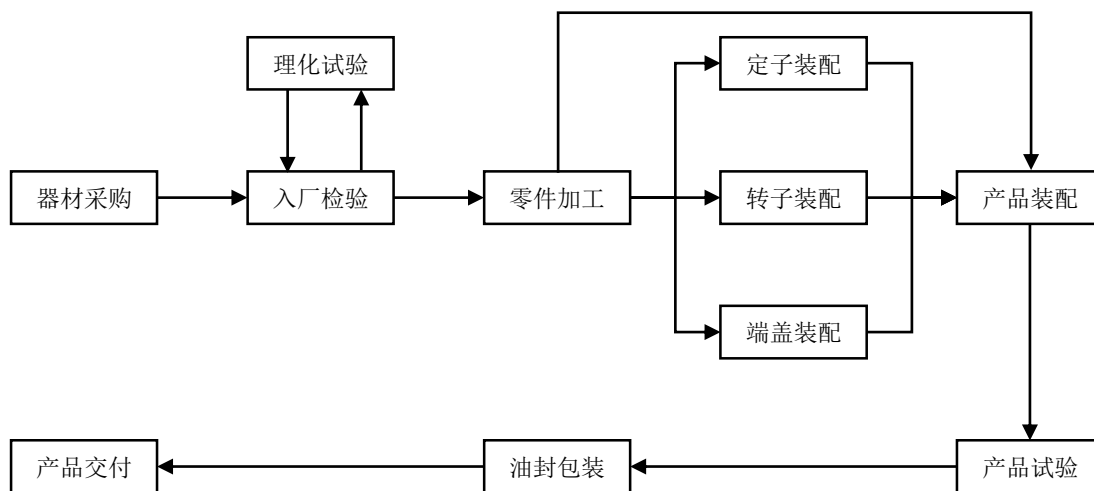 理化试验
定子装配
器材采购
入厂检验
零件加工
转子装配
产品装配
端盖装配
产品交付
油封包装
产品试验